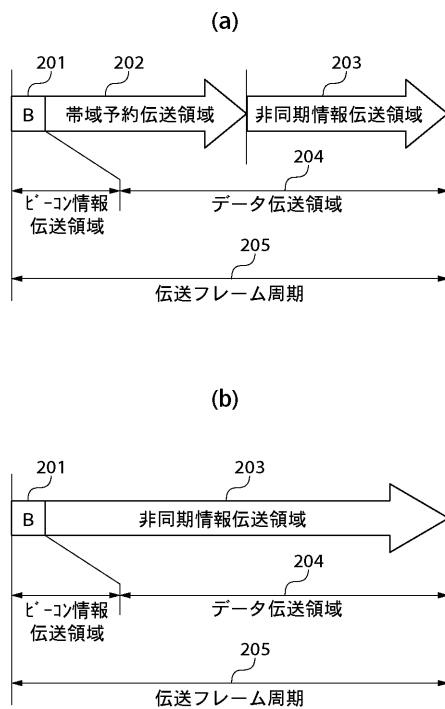 (a)
201
202
203
B
帯域予約伝送領域
非同期情報伝送領域
204
ビーコン情報
伝送領域
データ伝送領域
205
伝送フレーム周期
(b)
201
203
B
非同期情報伝送領域
204
ビーコン情報
伝送領域
データ伝送領域
205
伝送フレーム周期